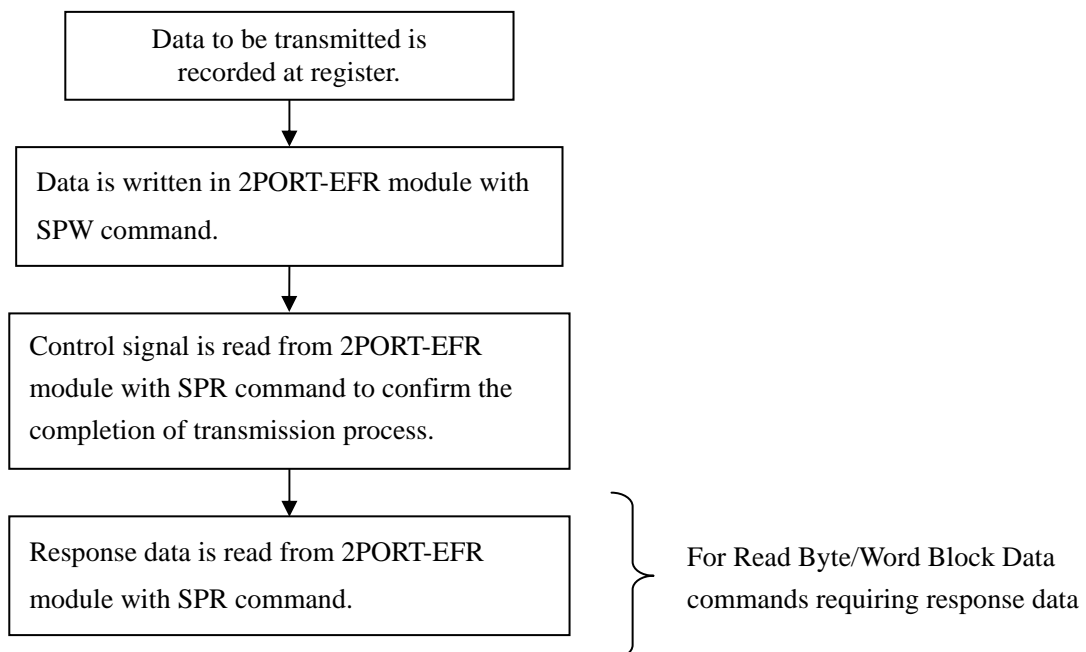 Data to be transmitted is
recorded at register.
Data is written in 2PORT-EFR module with
SPW command.
Control signal is read from 2PORT-EFR
module with SPR command to confirm the
completion of transmission process.
Response data is read from 2PORT-EFR
module with SPR command.
For Read Byte/Word Block Data
commands requiring response data